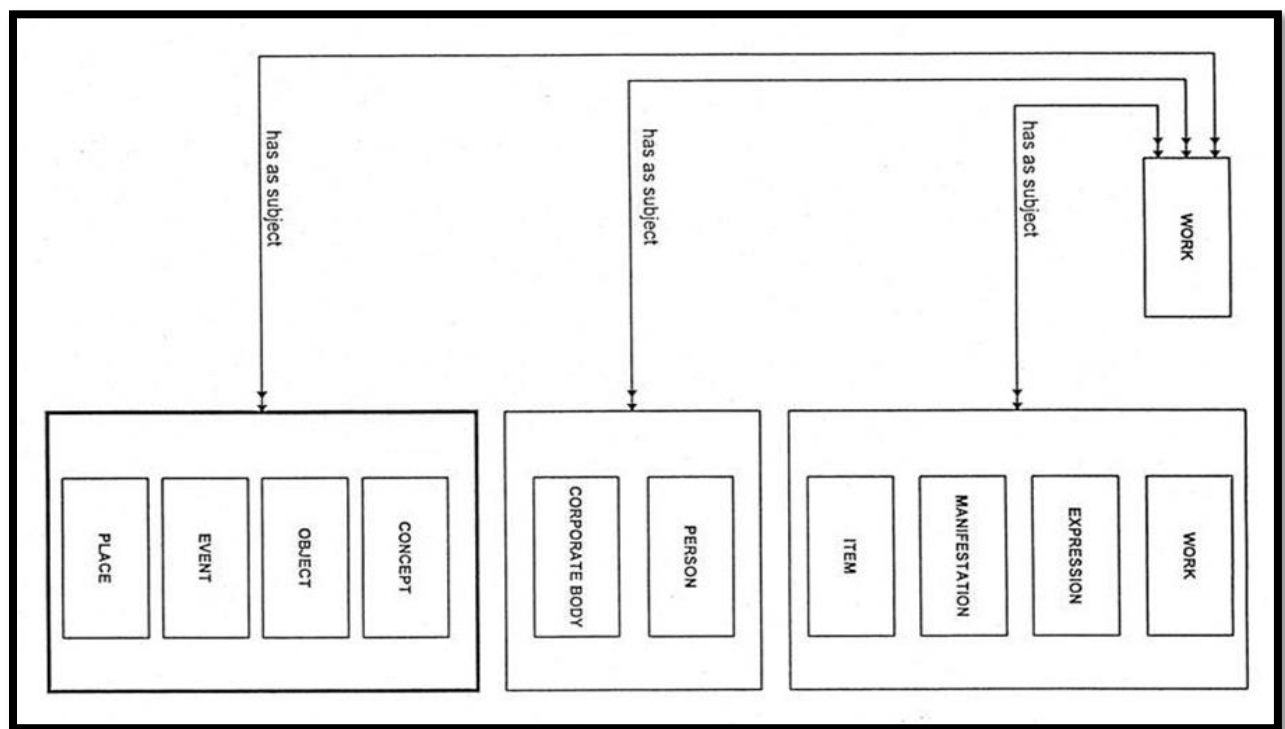 WORK
has as subject
WORK
EXPRESSION
MANIFESTATION
ITEM
has as subject
PERSON
CORPORATE BODY
has as subject
CONCEPT
OBJECT
EVENT
PLACE